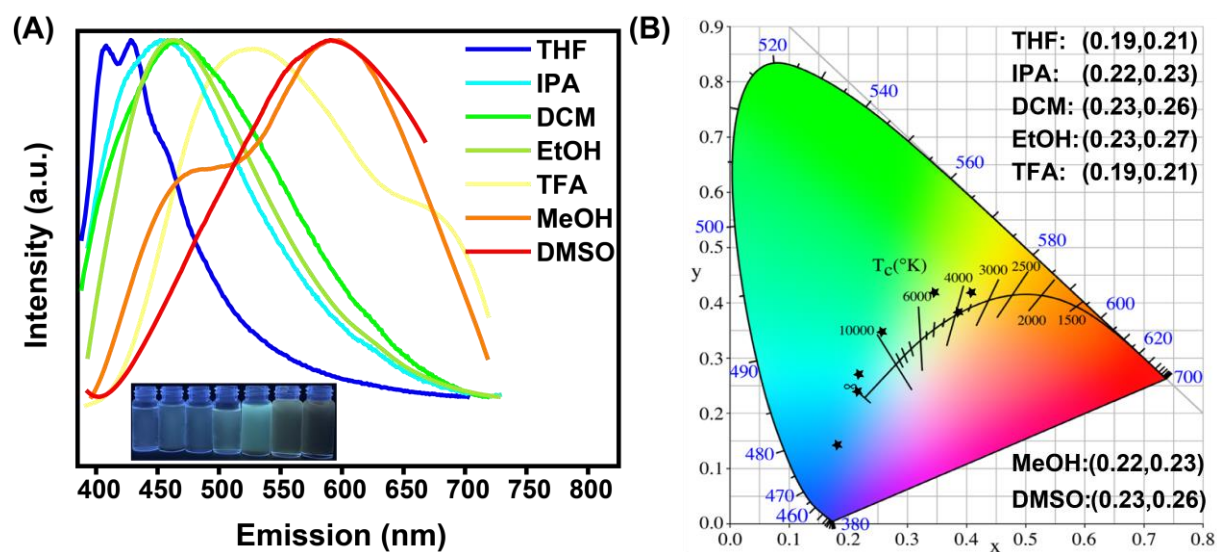 (A)
Intensity (a.u.)
THF
IPA
DCM
EtOH
TFA
MeOH
DMSO
400 450 500 550 600 650 700 750 800
Emission (nm)
(B)
THF: (0.19,0.21)
IPA: (0.22,0.23)
DCM: (0.23,0.26)
EtOH: (0.23,0.27)
TFA: (0.19,0.21)
0.9
0.8
0.7
0.6
0.5
y
0.4
0.3
0.2
0.1
0.0
520
540
560
500
580
Tc(°K)
4000 3000 2500
6000
600
10000
2000 1500
620
490
∞
700
480
470
460
380
MeOH:(0.22,0.23)
DMSO:(0.23,0.26)
0.0 0.1 0.2 0.3 0.4 0.5 0.6 0.7 0.8
x